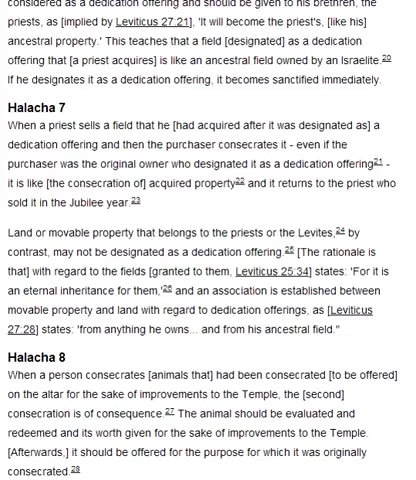 considered as a dedication offering and should be given to his brethren, the
priests, as [implied by Leviticus 27:21], 'It will become the priest's, [like his]
ancestral property.' This teaches that a field [designated] as a dedication
offering that [a priest acquires] is like an ancestral field owned by an Israelite.20
If he designates it as a dedication offering, it becomes sanctified immediately.
Halacha 7
When a priest sells a field that he [had acquired after it was designated as] a
dedication offering and then the purchaser consecrates it - even if the
purchaser was the original owner who designated it as a dedication offering21 -
it is like [the consecration of] acquired property22 and it returns to the priest who
sold it in the Jubilee year.23
Land or movable property that belongs to the priests or the Levites,24 by
contrast, may not be designated as a dedication offering.25 [The rationale is
that] with regard to the fields [granted to them, Leviticus 25:34] states: 'For it is
an eternal inheritance for them,'26 and an association is established between
movable property and land with regard to dedication offerings, as [Leviticus
27:28] states: 'from anything he owns... and from his ancestral field."
Halacha 8
When a person consecrates [animals that] had been consecrated [to be offered]
on the altar for the sake of improvements to the Temple, the [second]
consecration is of consequence.27 The animal should be evaluated and
redeemed and its worth given for the sake of improvements to the Temple.
[Afterwards,] it should be offered for the purpose for which it was originally
consecrated.28